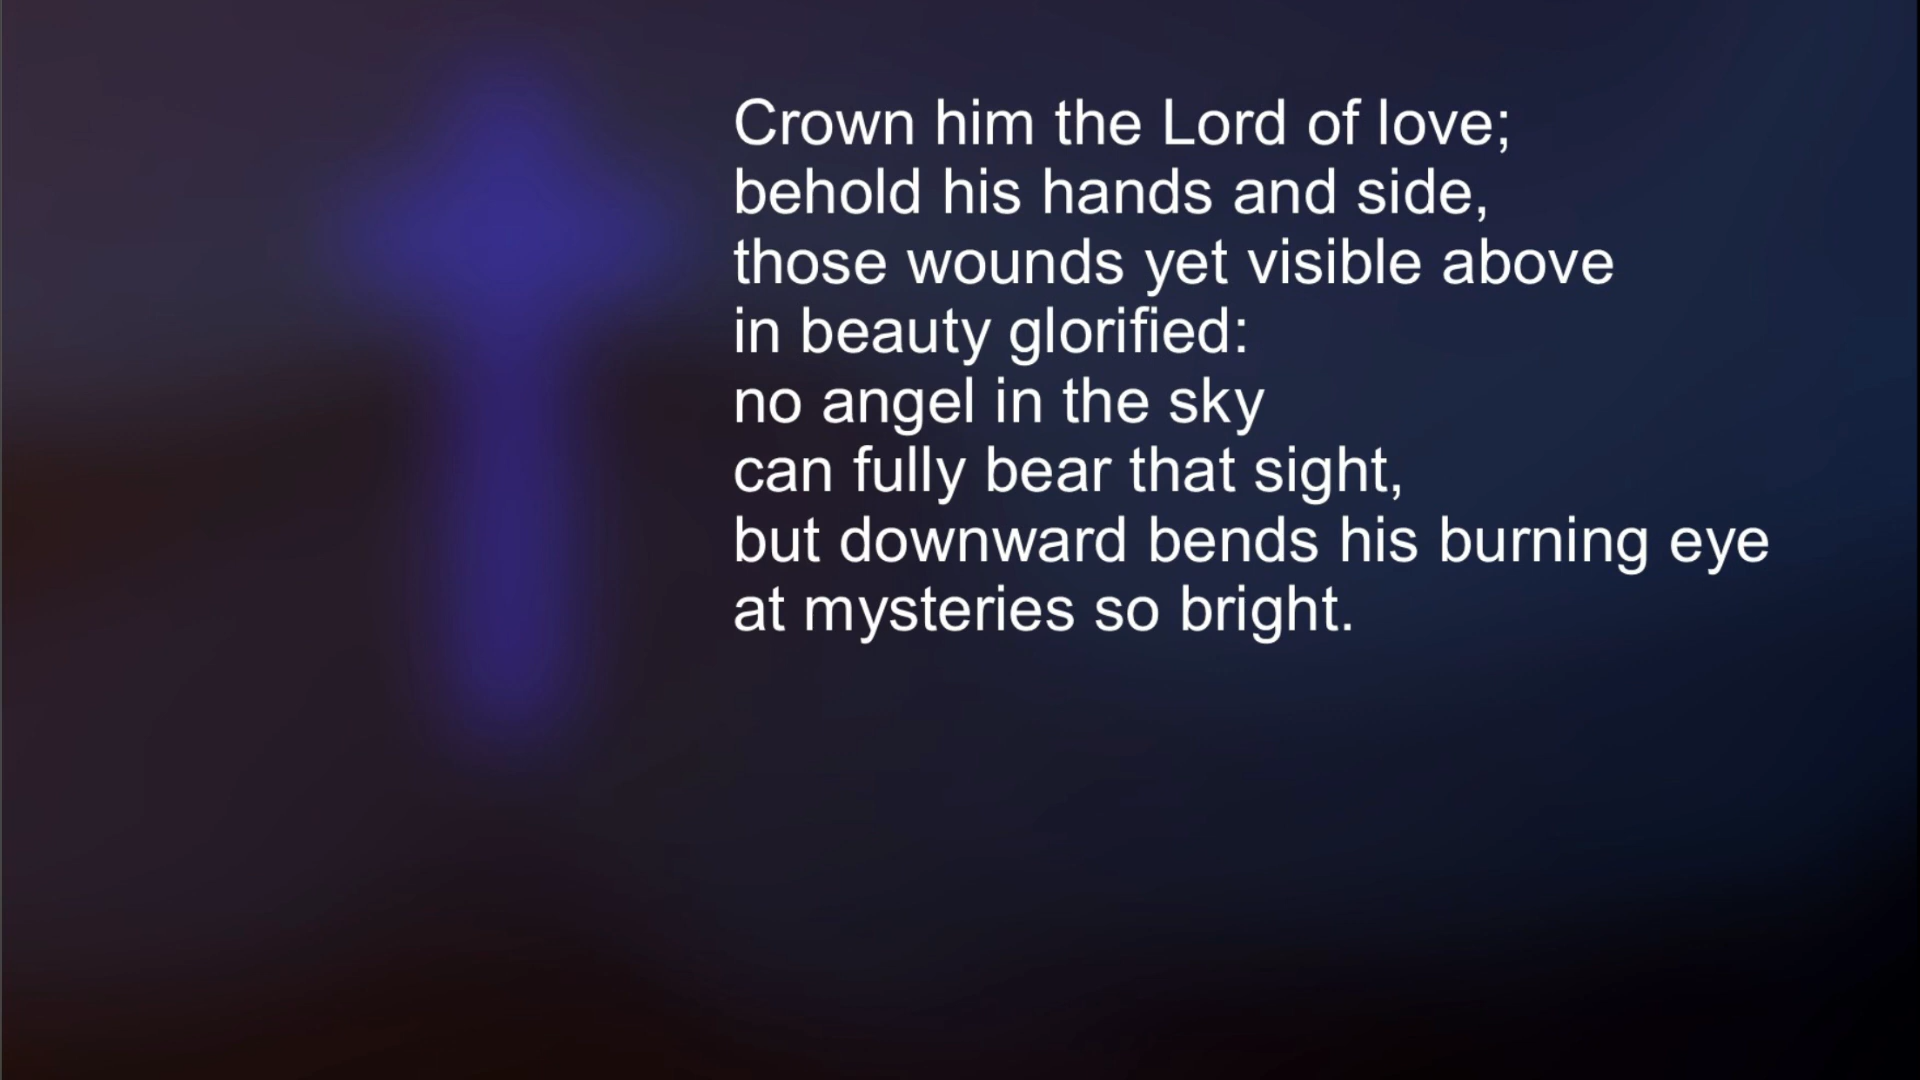 Crown him the Lord of love;
behold his hands and side,
those wounds yet visible above
in beauty glorified:
no angel in the sky
can fully bear that sight,
but downward bends his burning eye
at mysteries so bright.